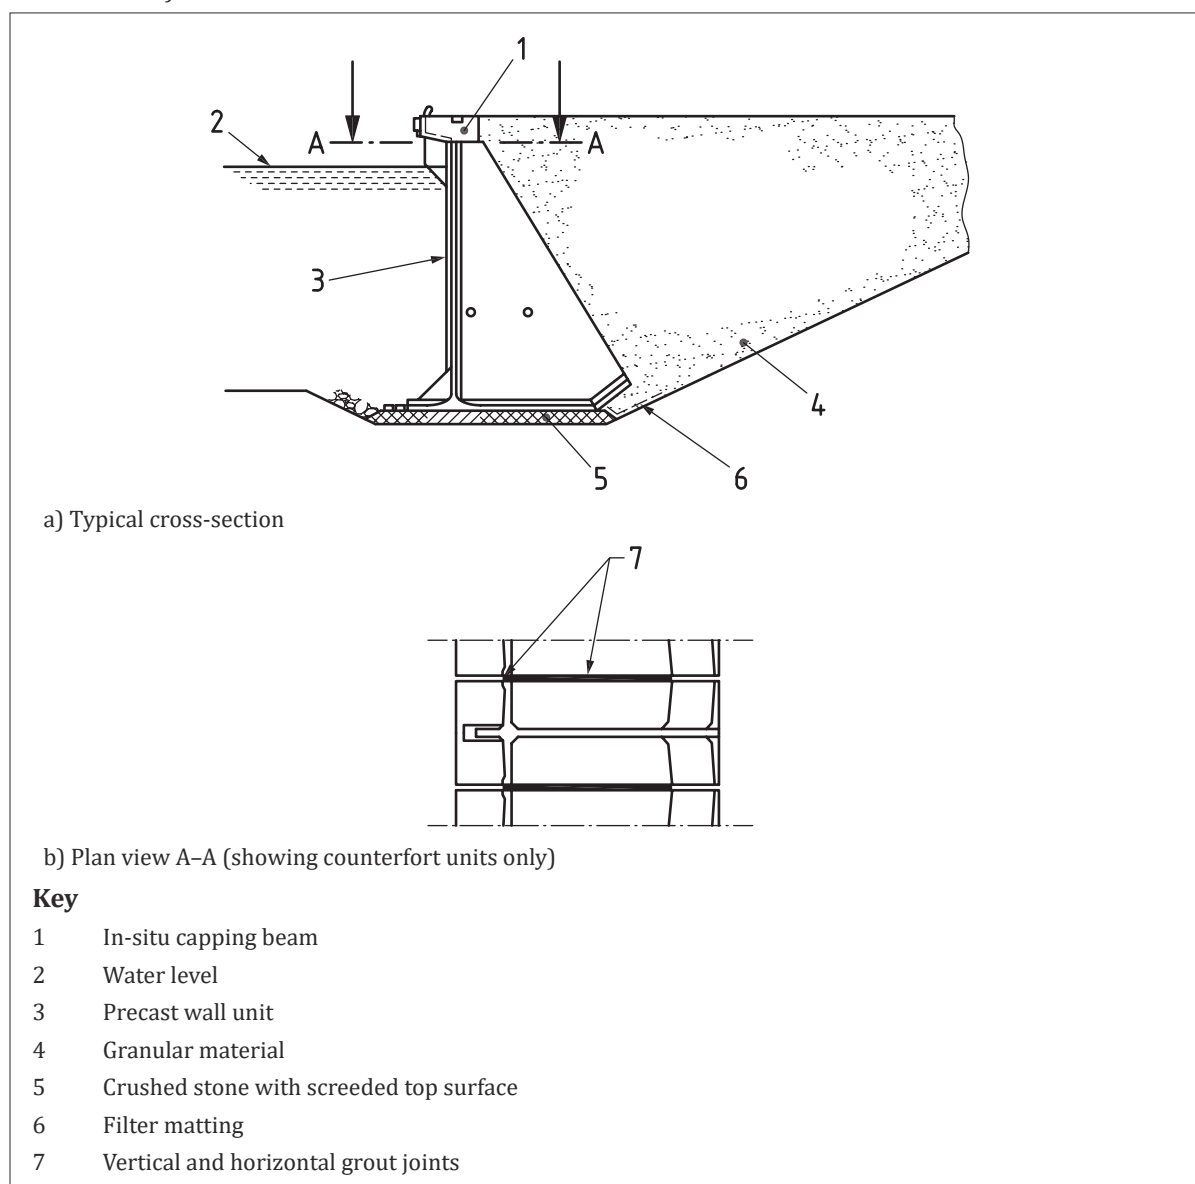 1
2
A
A
3
4
5
6
a) Typical cross-section
7
b) Plan view A–A (showing counterfort units only)
Key
1 In-situ capping beam
2 Water level
3 Precast wall unit
4 Granular material
5 Crushed stone with screeded top surface
6 Filter matting
7 Vertical and horizontal grout joints